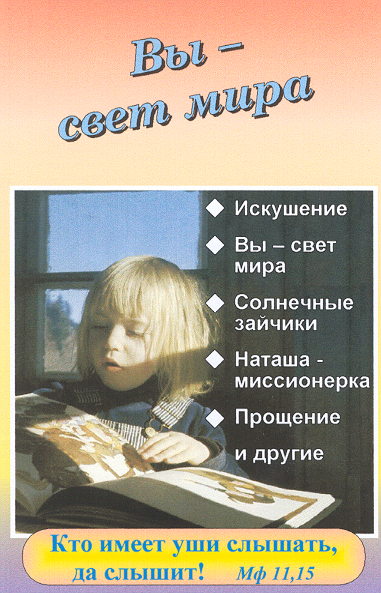 Вы –
свет мира
Искушение
Вы – свет
мира
Солнечные
зайчики
Наташа -
миссионерка
Прощение
и другие
Кто имеет уши слышать,
да слышит! Мф 11,15